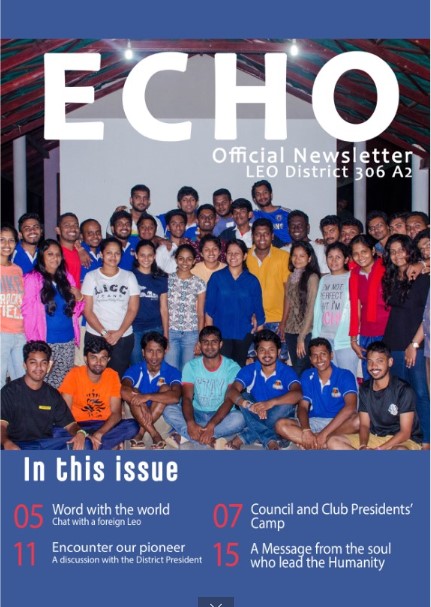 ECHO
Official Newsletter
LEO District 306 A2
In this issue
05 Word with the world
Chat with a foreign Leo
07 Council and Club Presidents'
Camp
11 Encounter our pioneer
A discussion with the District President
15 A Message from the soul
who lead the Humanity